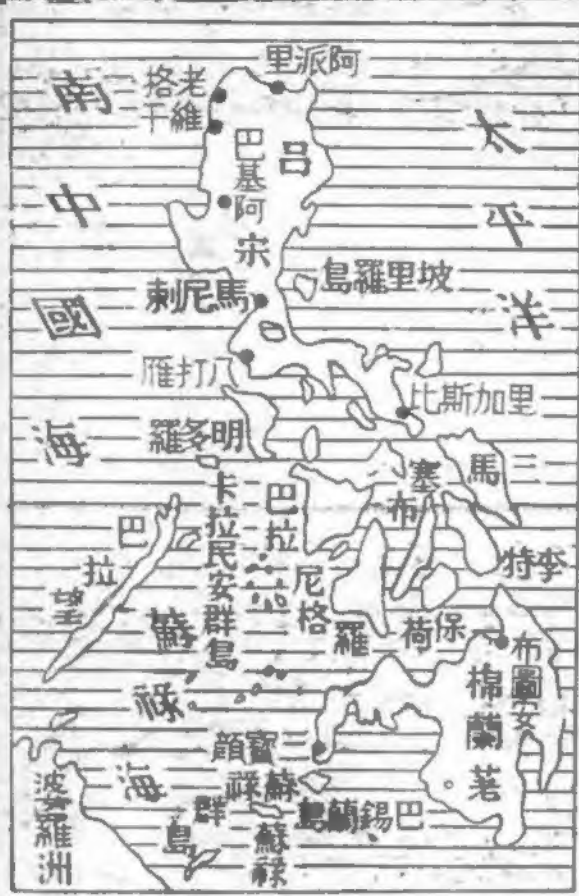 阿派里
老挌
維干
南中國海
太平洋
呂宋
巴基阿
坡里羅島
馬尼剌
八打雁
里加斯比
明多羅
三馬
塞布
巴拉
卡拉民安群島
巴拉望
李特
尼格羅
保荷
布圖安
棉蘭荖
蘇祿海
三寶顏
蘇祿群島
蘇祿
巴錫蘭島
婆羅洲